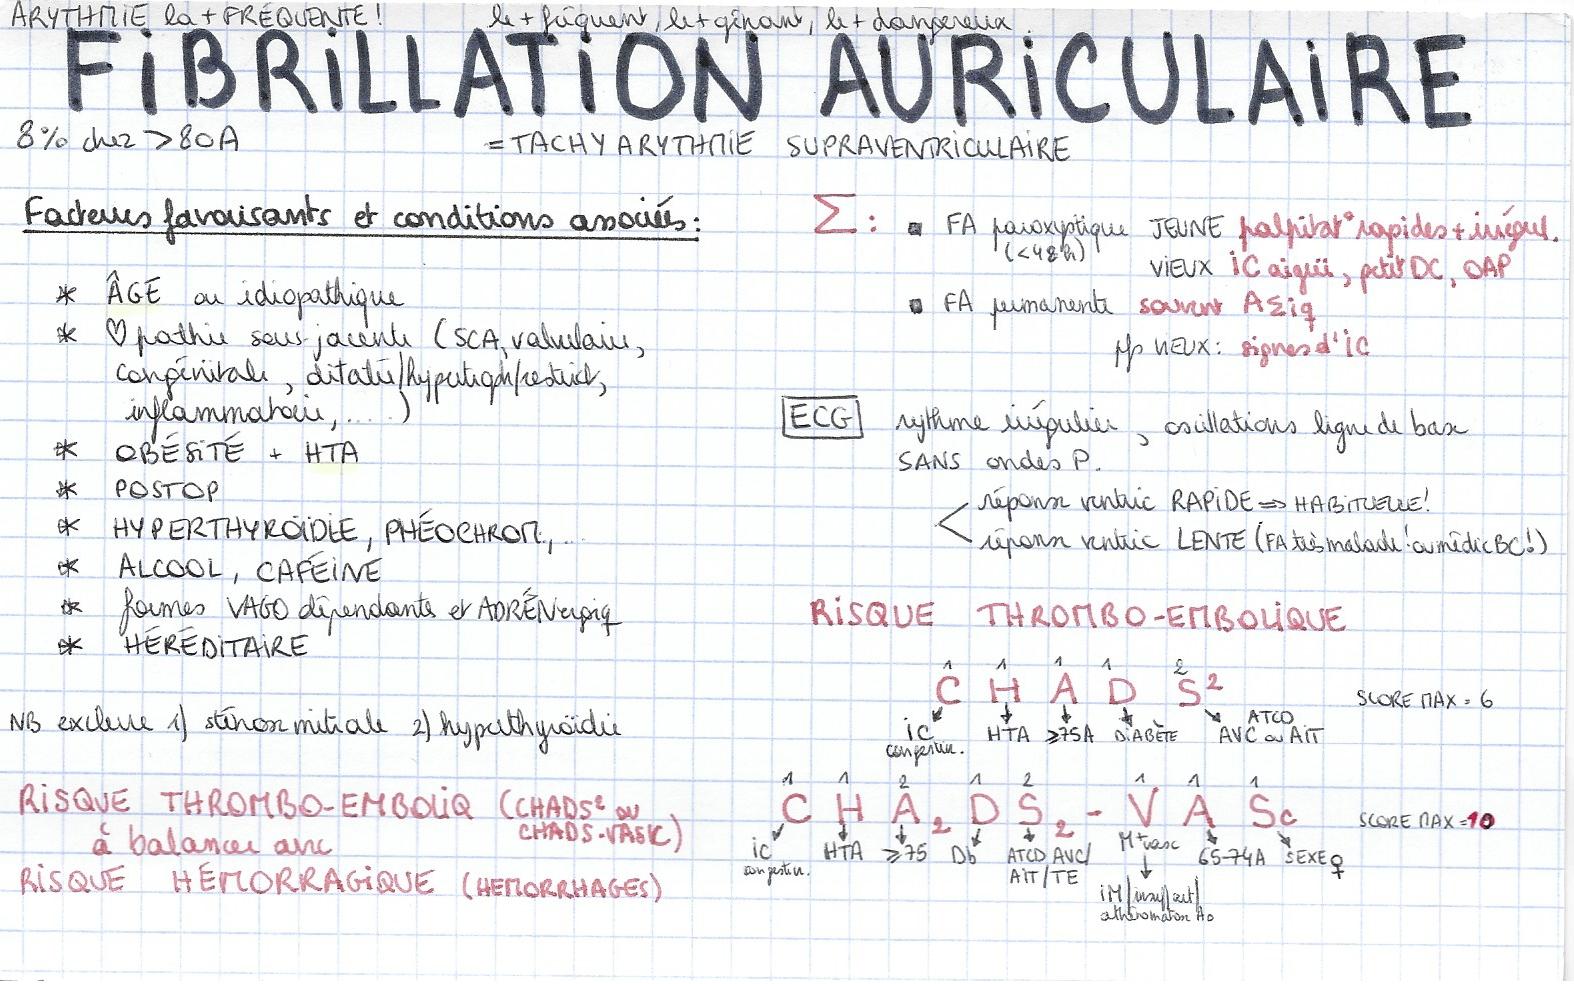 ARYTHMIE la + FRÉQUENTE !
le + fréquent, le + gênant, le + dangereux.
FIBRILLATION AURICULAIRE
8% chez > 80A
= TACHYARYTHMIE SUPRAVENTRICULAIRE
Facteurs favorisants et conditions associés :
* ÂGE ou idiopathique
* ♡pathie sous-jacente (SCA, valvulaire,
congénitale, dilatée/hypertroph/restrict,
inflammatoire, ....)
* OBÉSITÉ + HTA
* POSTOP
* HYPERTHYROÏDIE, PHÉOCHROM, ...
* ALCOOL, CAFÉINE
* formes VAGO dépendante et ADRÉNergiq
* HÉRÉDITAIRE
NB exclure 1) sténose mitrale 2) hyperthyroïdie
RISQUE THROMBO-EMBOLIQ (CHADS² ou
CHADS-VASC)
à balancer avec
RISQUE HÉMORRAGIQUE (HEMORRHAGES)
Σ : ▪ FA paroxyptique JEUNE palpitat° rapides + irrégul.
(<48h) VIEUX IC aiguë, petit DC, OAP
▪ FA permanente souvent AΣiq
pfs VIEUX : signes d'IC
ECG rythme irrégulier, oscillations ligne de base
SANS ondes P.
< réponse ventric RAPIDE => HABITUELLE !
réponse ventric LENTE (FA très malade ! ou médic BC !)
RISQUE THROMBO-EMBOLIQUE
1 1 1 1 2
C H A D S² SCORE MAX = 6
IC congestiv. HTA ≥75A DIABÈTE ATCD AVC ou AIT
1 1 2 1 2 1 1 1
C H A₂ D S₂ - V A Sc SCORE MAX = 10
IC congestiv. HTA ≥75 Db ATCD AVC/AIT/TE M+vasc 65-74A SEXE ♀
IM/insuf/art/
athéromatose Ao